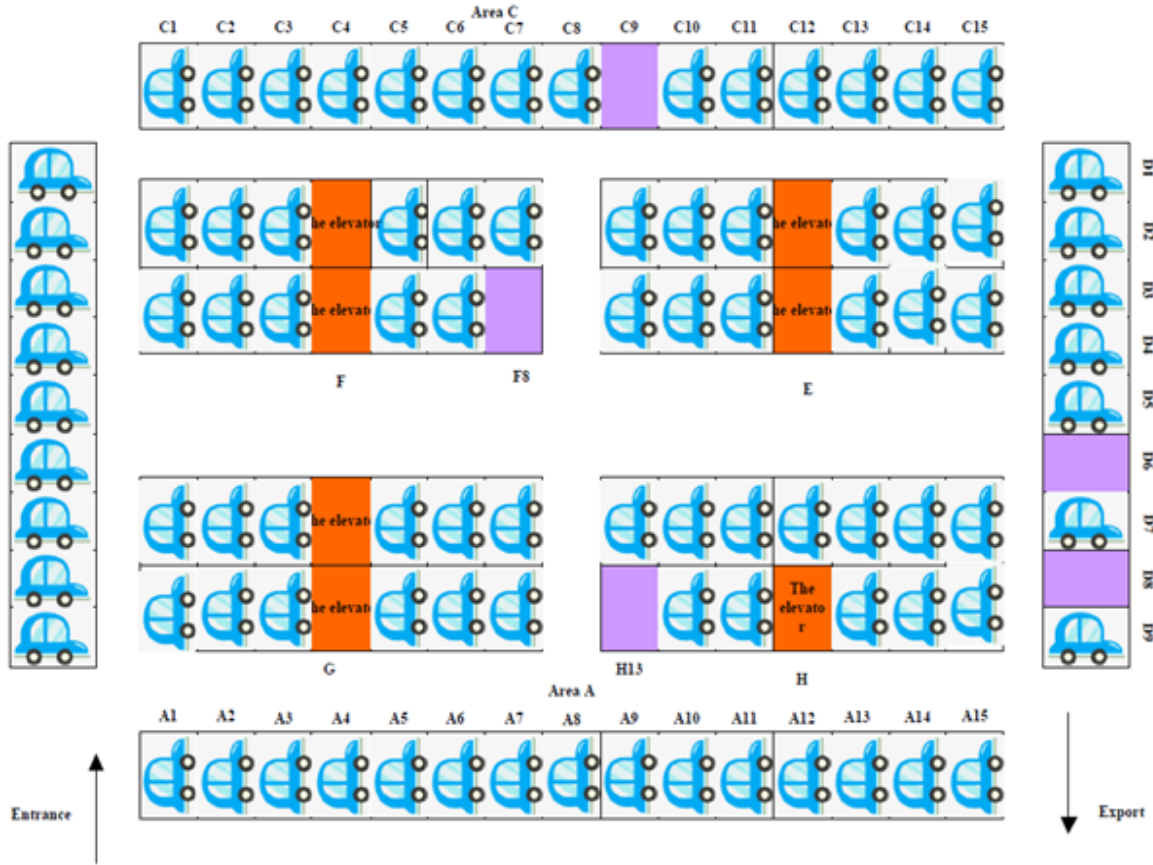 Area C
C1 C2 C3 C4 C5 C6 C7 C8 C9 C10 C11 C12 C13 C14 C15
D1
D2
he elevator
he elevato
D3
he elevato
he elevato
D4
F
F8
E
D5
D6
he elevato
D7
he elevato
The
elevato
r
D8
D9
G
H13
H
Area A
A1 A2 A3 A4 A5 A6 A7 A8 A9 A10 A11 A12 A13 A14 A15
Entrance
Export